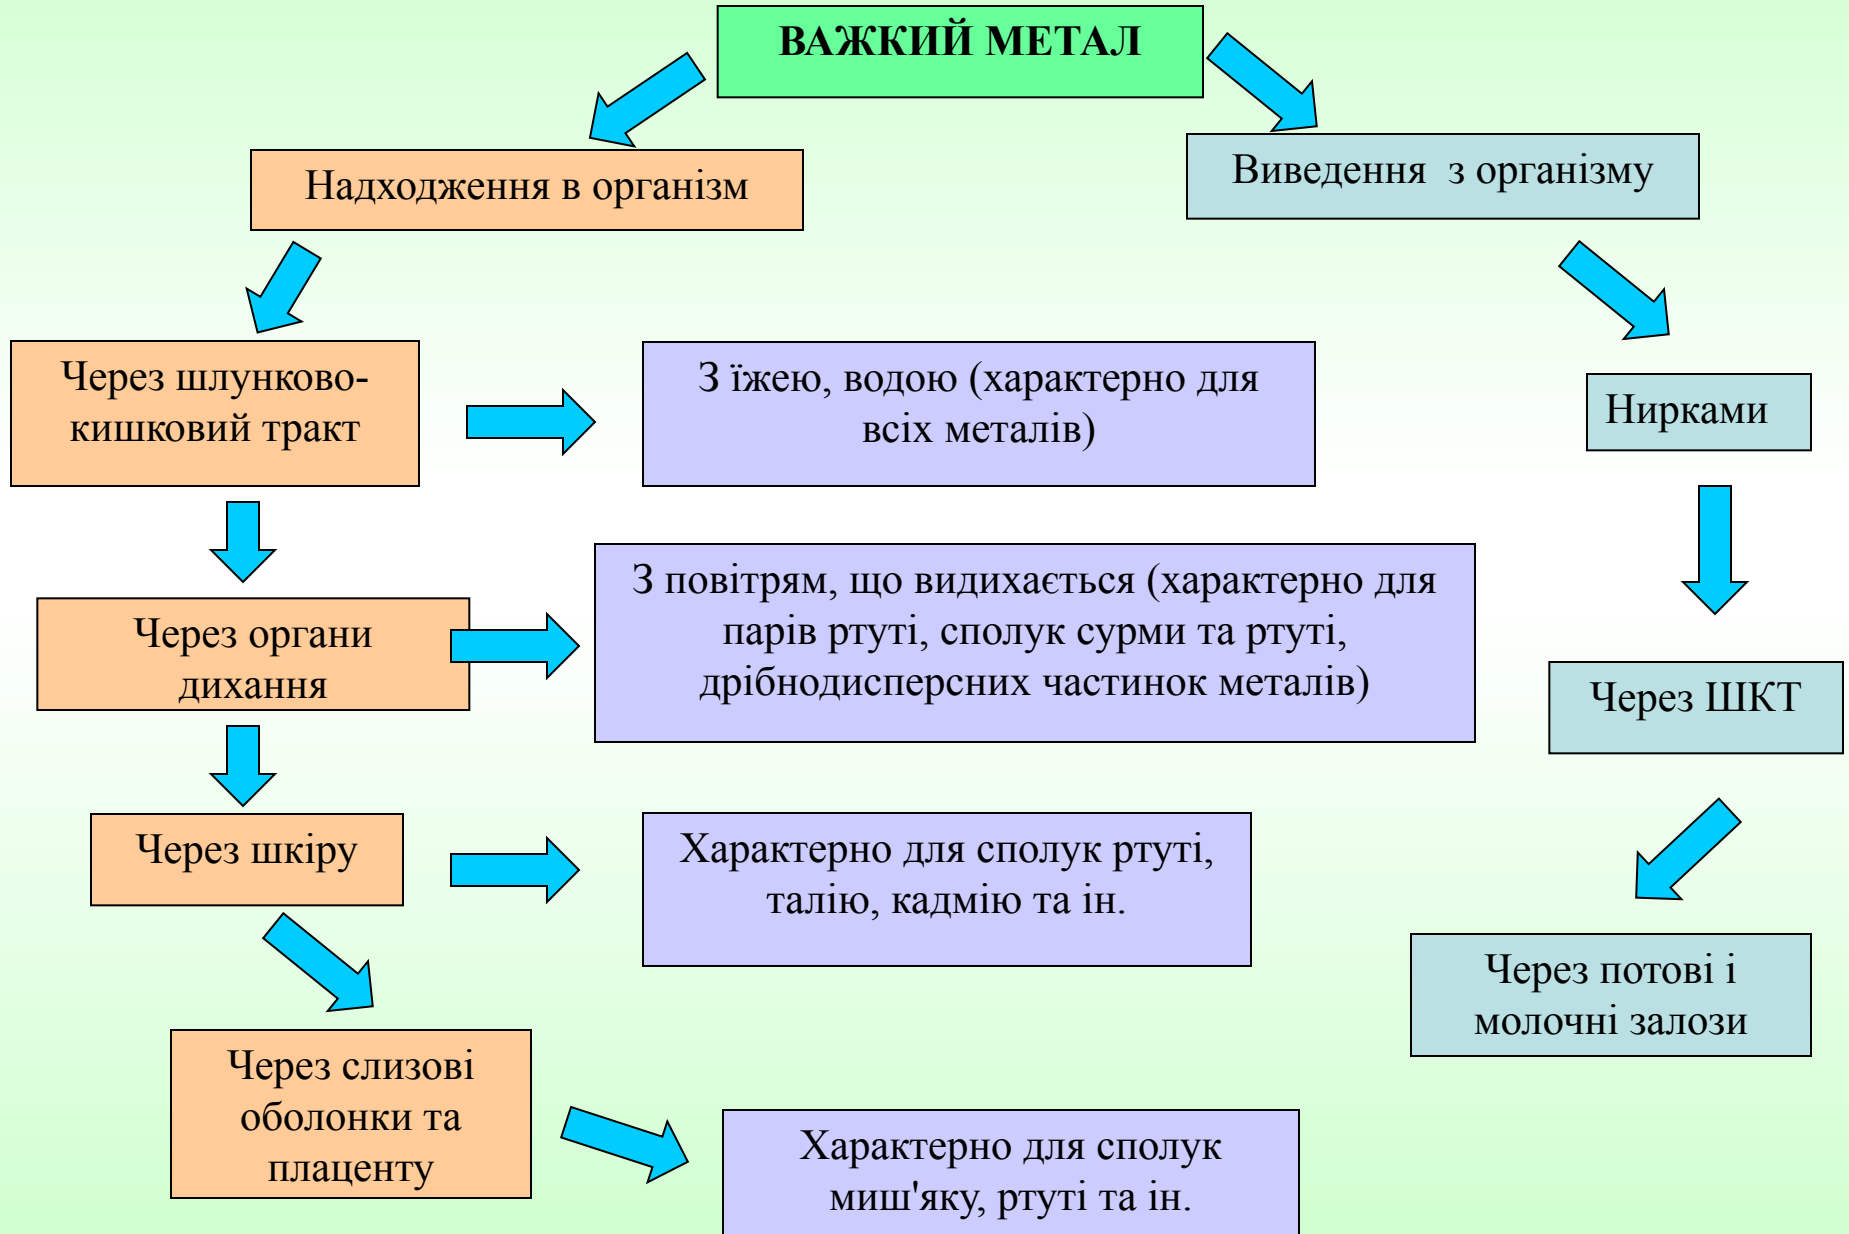 ВАЖКИЙ МЕТАЛ
Надходження в організм
Виведення з організму
Через шлунково-
кишковий тракт
З їжею, водою (характерно для
всіх металів)
Нирками
Через органи
дихання
З повітрям, що видихається (характерно для
парів ртуті, сполук сурми та ртуті,
дрібнодисперсних частинок металів)
Через ШКТ
Через шкіру
Характерно для сполук ртуті,
талію, кадмію та ін.
Через потові і
молочні залози
Через слизові
оболонки та
плаценту
Характерно для сполук
миш'яку, ртуті та ін.